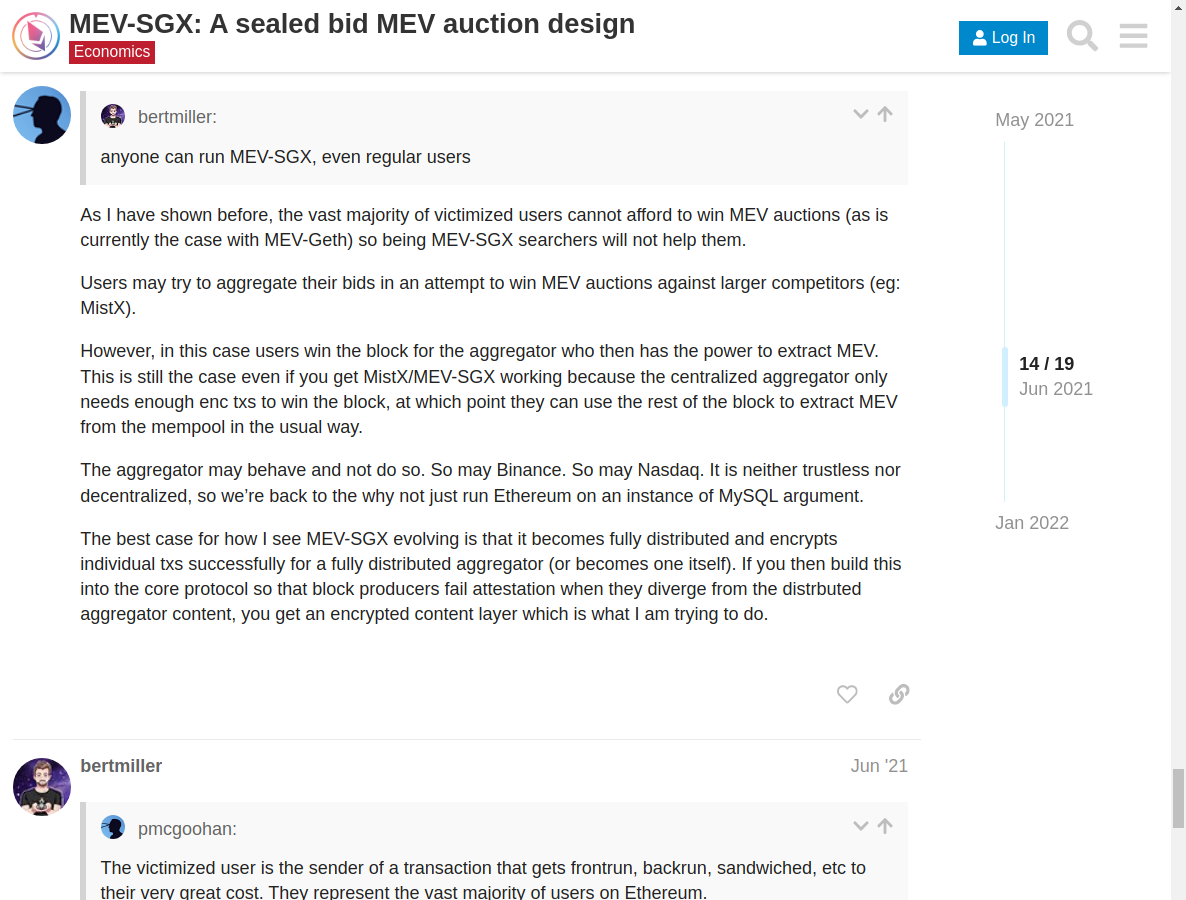 MEV-SGX: A sealed bid MEV auction design
Economics
Log In
bertmiller:
anyone can run MEV-SGX, even regular users
As I have shown before, the vast majority of victimized users cannot afford to win MEV auctions (as is
currently the case with MEV-Geth) so being MEV-SGX searchers will not help them.
Users may try to aggregate their bids in an attempt to win MEV auctions against larger competitors (eg:
MistX).
However, in this case users win the block for the aggregator who then has the power to extract MEV.
This is still the case even if you get MistX/MEV-SGX working because the centralized aggregator only
needs enough enc txs to win the block, at which point they can use the rest of the block to extract MEV
from the mempool in the usual way.
The aggregator may behave and not do so. So may Binance. So may Nasdaq. It is neither trustless nor
decentralized, so we’re back to the why not just run Ethereum on an instance of MySQL argument.
The best case for how I see MEV-SGX evolving is that it becomes fully distributed and encrypts
individual txs successfully for a fully distributed aggregator (or becomes one itself). If you then build this
into the core protocol so that block producers fail attestation when they diverge from the distrbuted
aggregator content, you get an encrypted content layer which is what I am trying to do.
May 2021
14 / 19
Jun 2021
Jan 2022
bertmiller
Jun '21
pmcgoohan:
The victimized user is the sender of a transaction that gets frontrun, backrun, sandwiched, etc to
their very great cost. They represent the vast majority of users on Ethereum.